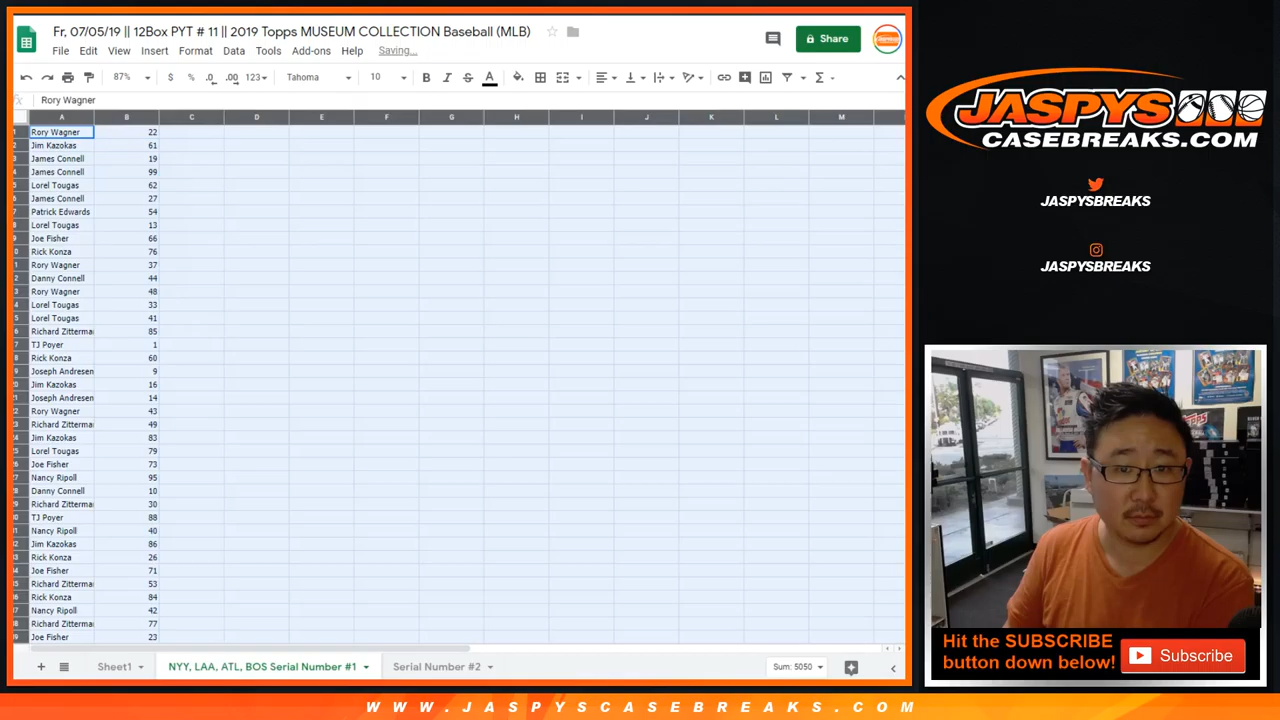 Fr, 07/05/19 || 12Box PYT # 11 || 2019 Topps MUSEUM COLLECTION Baseball (MLB)
File Edit View Insert Format Data Tools Add-ons Help Saving...
Share
87% $ % .0 .00 123 Tahoma 10 B I S A
fx Rory Wagner
A B C D E F G H I J K L M
Rory Wagner 22
Jim Kazokas 61
James Connell 19
James Connell 99
Lorel Tougas 62
James Connell 27
Patrick Edwards 54
Lorel Tougas 13
Joe Fisher 66
Rick Konza 76
Rory Wagner 37
Danny Connell 44
Rory Wagner 48
Lorel Tougas 33
Lorel Tougas 41
Richard Zitterma 85
TJ Poyer 1
Rick Konza 60
Joseph Andresen 9
Jim Kazokas 16
Joseph Andresen 14
Rory Wagner 43
Richard Zitterma 49
Jim Kazokas 83
Lorel Tougas 79
Joe Fisher 73
Nancy Ripoll 95
Danny Connell 10
Richard Zitterma 30
TJ Poyer 88
Nancy Ripoll 40
Jim Kazokas 86
Rick Konza 26
Joe Fisher 71
Richard Zitterma 53
Rick Konza 84
Nancy Ripoll 42
Richard Zitterma 77
Joe Fisher 23
Sheet1 NYY, LAA, ATL, BOS Serial Number #1 Serial Number #2 Sum: 5050
JASPYS
CASEBREAKS.COM
JASPYSBREAKS
JASPYSBREAKS
Hit the SUBSCRIBE
button down below!
Subscribe
WWW.JASPYSCASEBREAKS.COM